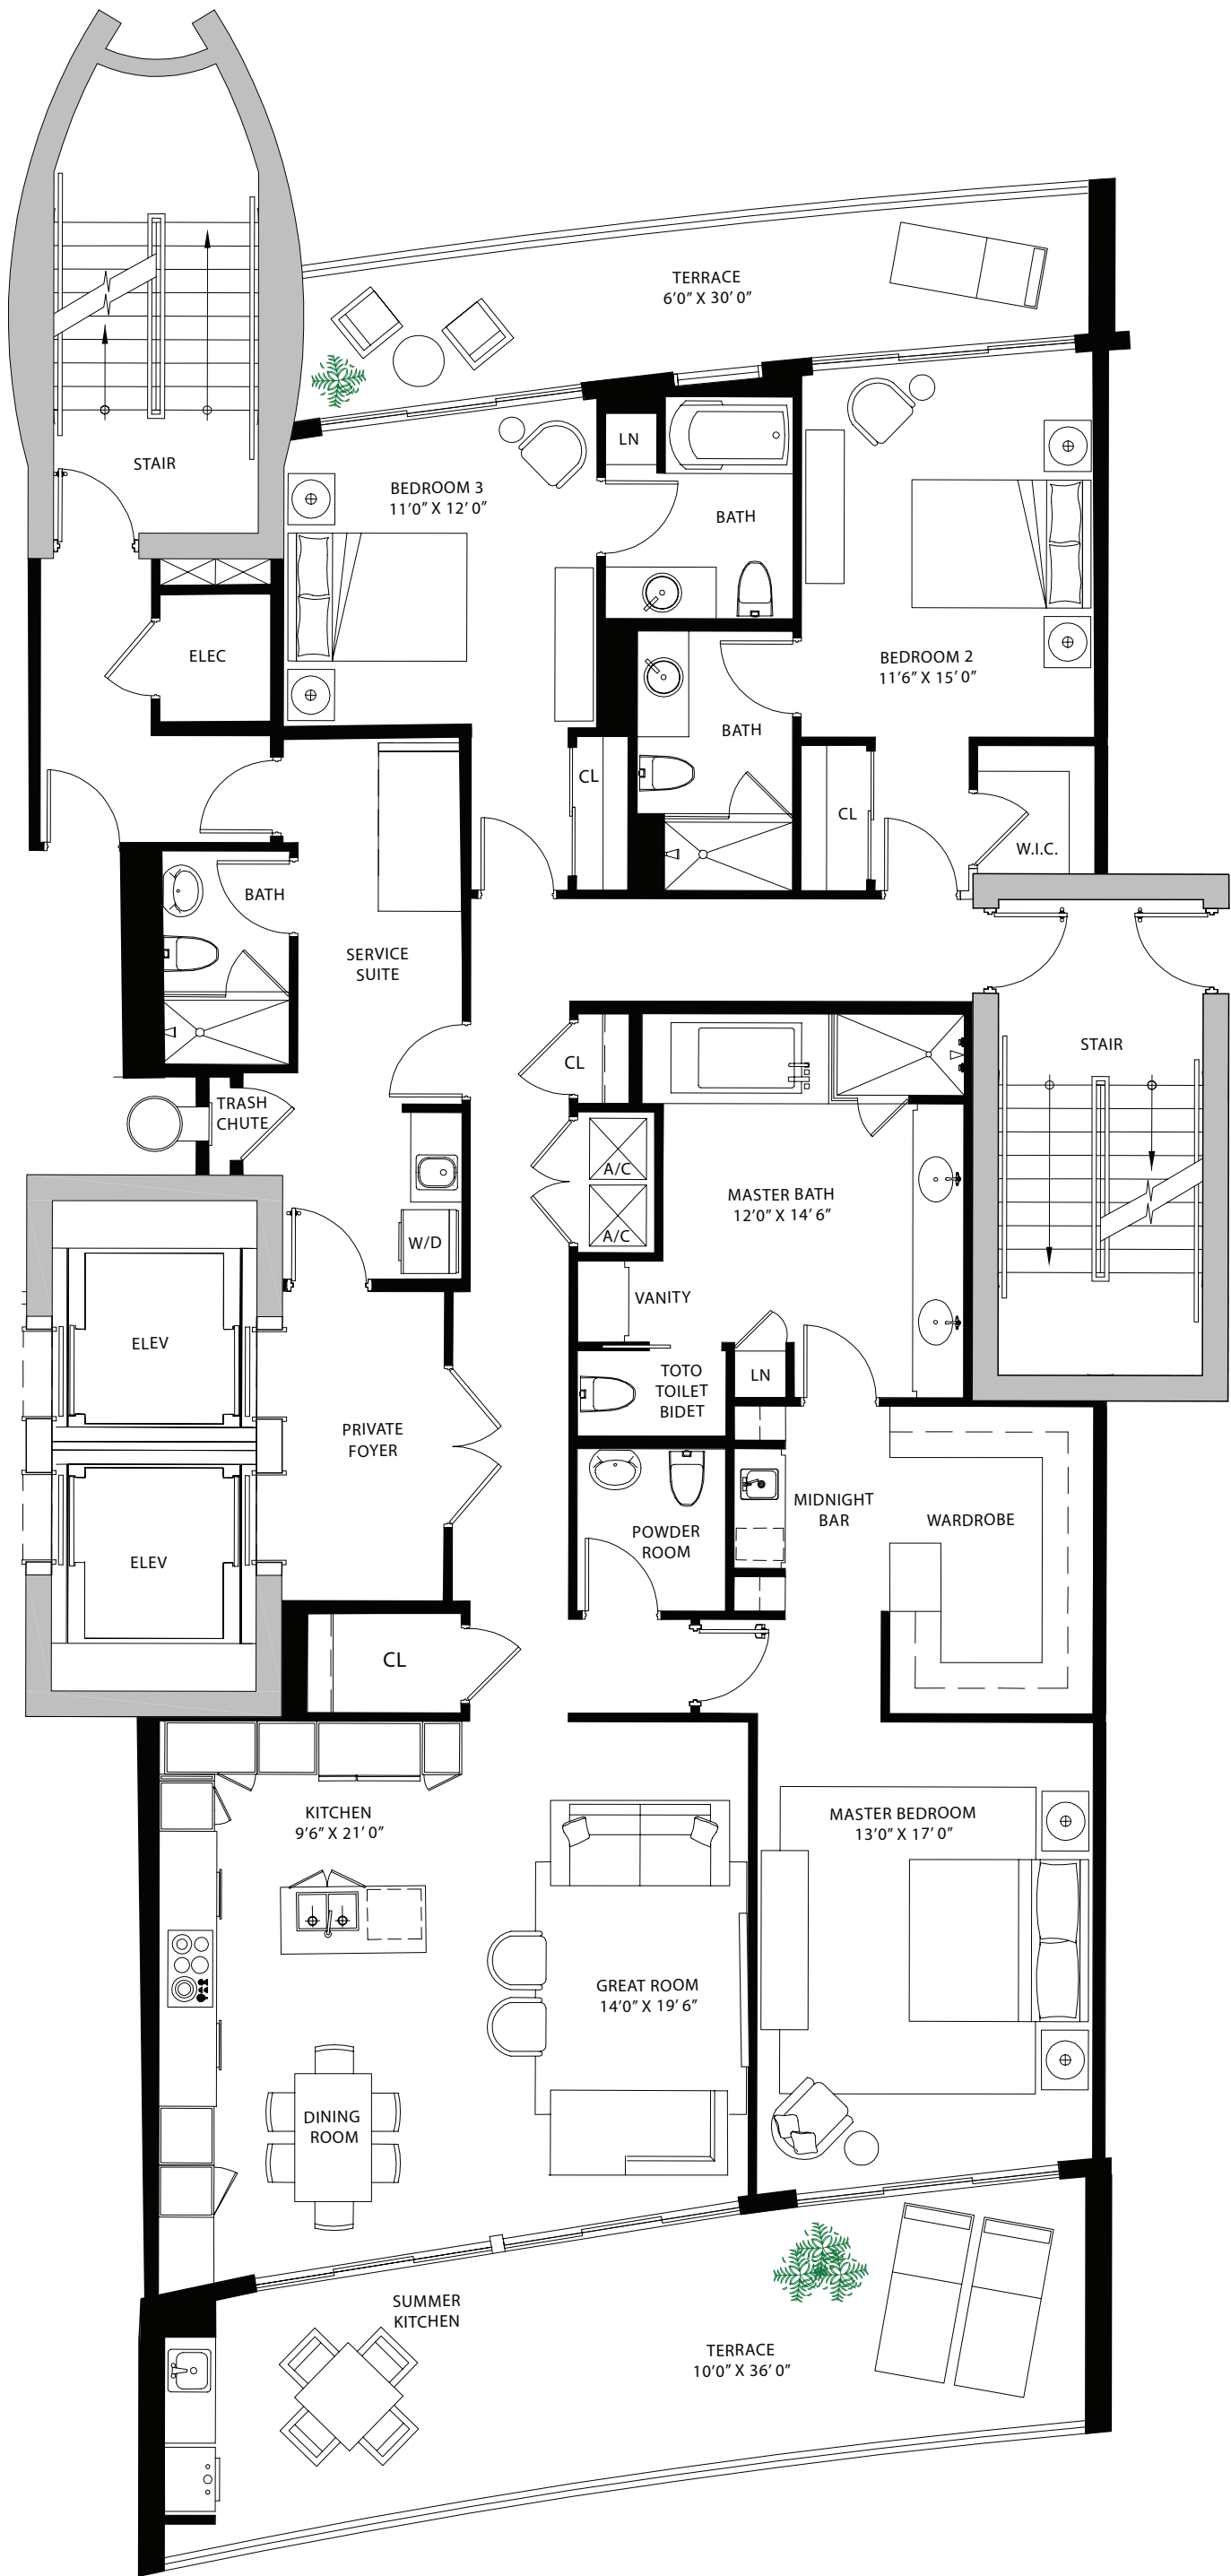 TERRACE
6'0" X 30' 0"
STAIR
LN
BEDROOM 3
11'0" X 12' 0"
BATH
ELEC
BEDROOM 2
11'6" X 15'0"
BATH
CL
CL
W.I.C.
BATH
SERVICE
SUITE
STAIR
CL
TRASH
CHUTE
A/C
MASTER BATH
12'0" X 14' 6"
A/C
W/D
VANITY
ELEV
TOTO
TOILET
BIDET
LN
PRIVATE
FOYER
MIDNIGHT
BAR
WARDROBE
POWDER
ROOM
ELEV
CL
KITCHEN
9'6" X 21' 0"
MASTER BEDROOM
13'0" X 17' 0"
GREAT ROOM
14'0" X 19' 6"
DINING
ROOM
SUMMER
KITCHEN
TERRACE
10'0" X 36' 0"